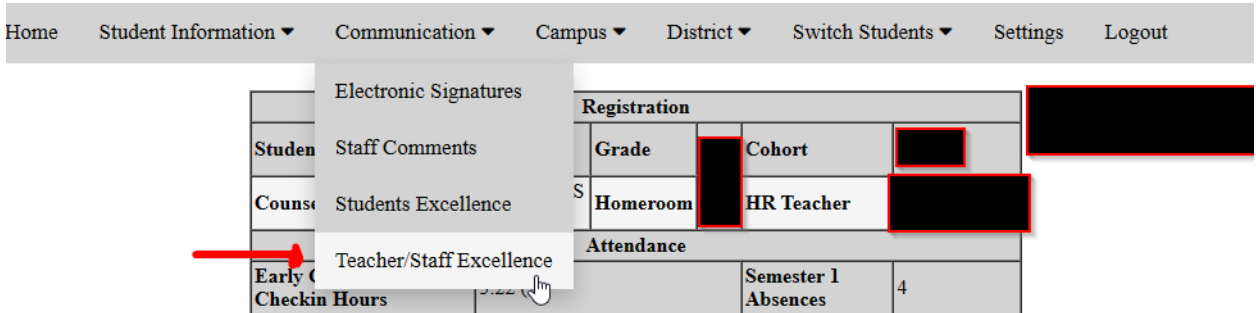 Home Student Information ▼ Communication ▼ Campus ▼ District ▼ Switch Students ▼ Settings Logout
Electronic Signatures
Registration
Staff Comments
Grade Cohort
Students Excellence
S Homeroom HR Teacher
Attendance
Teacher/Staff Excellence
Early
Checkin Hours
Semester 1
Absences
4